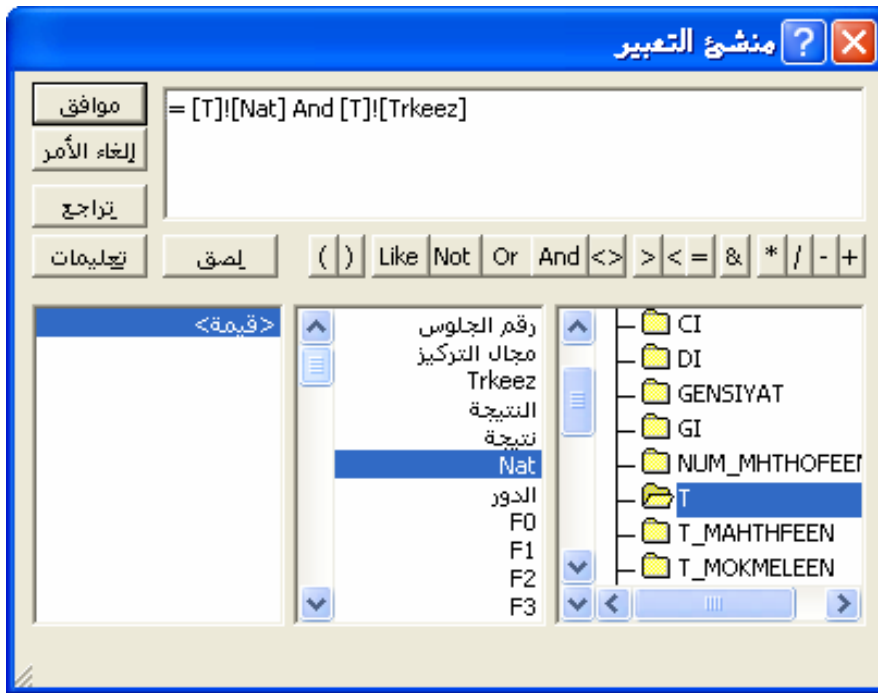 منشئ التعبير
= [T]![Nat] And [T]![Trkeez]
موافق
إلغاء الأمر
تراجع
تعليمات
لصق
+ - / * & = < > <> And Or Not Like ) (
CI
DI
GENSIYAT
GI
NUM_MHTHOFEE
T
T_MAHTHFEEN
T_MOKMELEEN
رقم الجلوس
مجال التركيز
Trkeez
النتيجة
نتيجة
Nat
الدور
F0
F1
F2
F3
<قيمة>